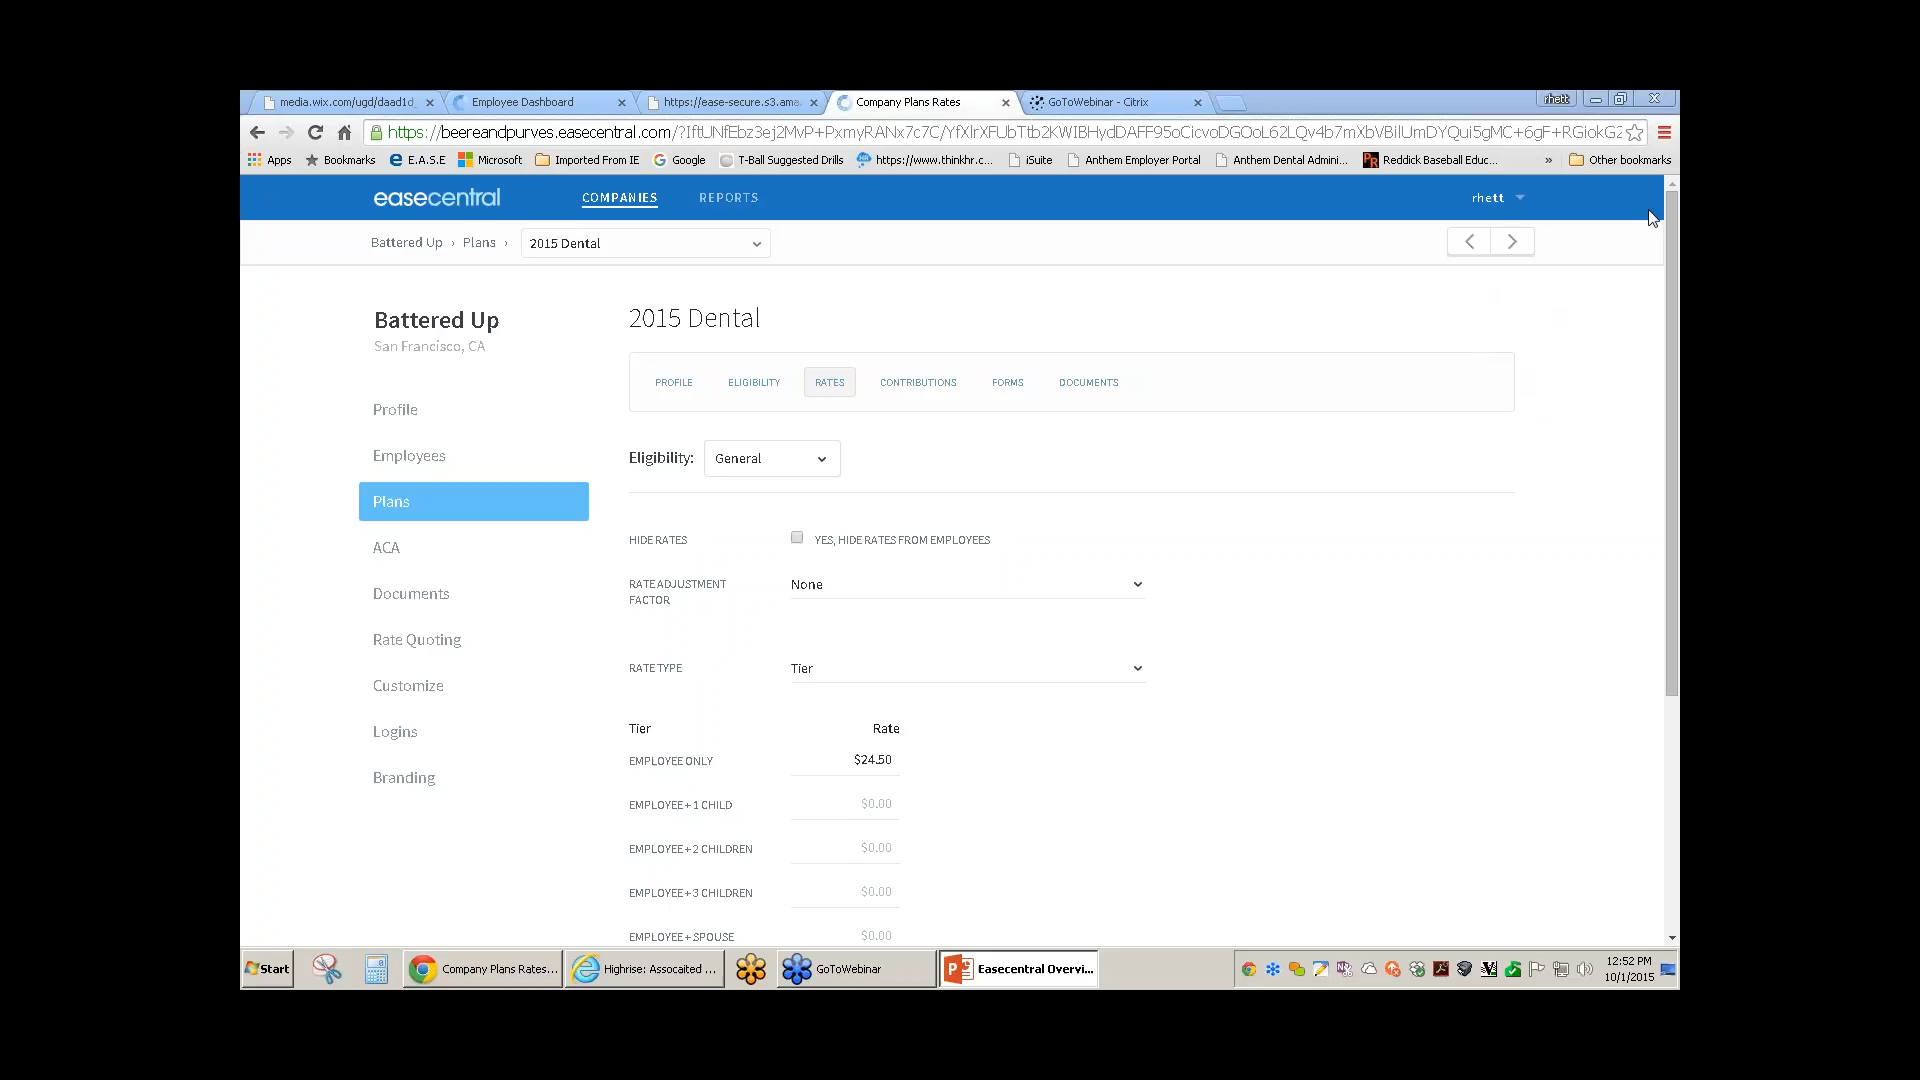 media.wix.com/ugd/daad1d_
Employee Dashboard
https://ease-secure.s3.ama
Company Plans Rates
GoToWebinar - Citrix
rhett
https://beereandpurves.easecentral.com/?IftUNfEbz3ej2MvP+PxmyRANx7c7C/YfXlrXFUbTtb2KWIBHydDAFF95oCicvoDGOoL62LQv4b7mXbVBillUmDYQui5gMC+6gF+RGiokG2
Apps
Bookmarks
E.A.S.E
Microsoft
Imported From IE
Google
T-Ball Suggested Drills
https://www.thinkhr.c...
iSuite
Anthem Employer Portal
Anthem Dental Admini...
Reddick Baseball Educ...
»
Other bookmarks
easecentral
COMPANIES
REPORTS
rhett
Battered Up › Plans ›
2015 Dental
Battered Up
San Francisco, CA
Profile
Employees
Plans
ACA
Documents
Rate Quoting
Customize
Logins
Branding
2015 Dental
PROFILE
ELIGIBILITY
RATES
CONTRIBUTIONS
FORMS
DOCUMENTS
Eligibility:
General
HIDE RATES
YES, HIDE RATES FROM EMPLOYEES
RATE ADJUSTMENT
FACTOR
None
RATE TYPE
Tier
Tier
Rate
EMPLOYEE ONLY
$24.50
EMPLOYEE + 1 CHILD
$0.00
EMPLOYEE + 2 CHILDREN
$0.00
EMPLOYEE + 3 CHILDREN
$0.00
EMPLOYEE + SPOUSE
$0.00
Start
Company Plans Rates...
Highrise: Assocaited ...
GoToWebinar
Easecentral Overvi...
12:52 PM
10/1/2015